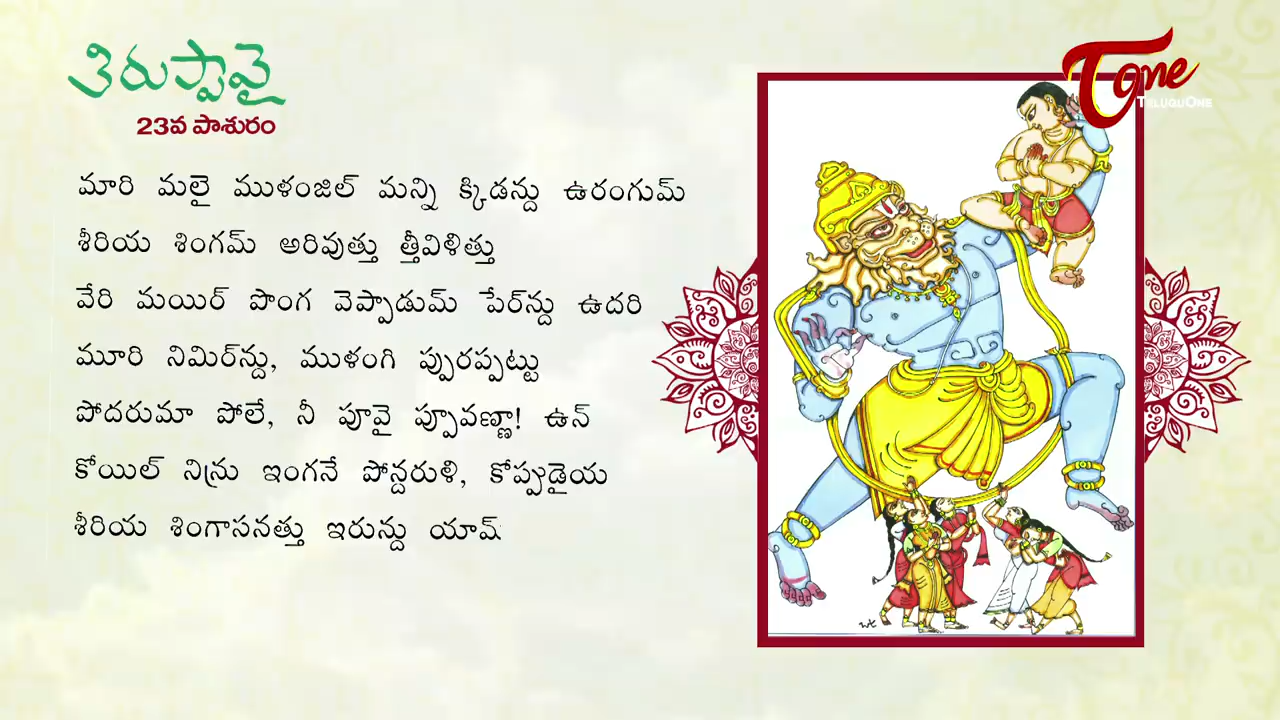 తిరుప్పావై
23వ పాశురం
మారి మలై ముళంజిల్ మన్ని క్కిడన్దు ఉరంగుమ్
శీరియ శింగమ్ అరివుత్తు త్తీవిళిత్తు
వేరి మయిర్ పొంగ వెప్పాడుమ్ పేర్‌న్దు ఉదరి
మూరి నిమిర్‌న్దు, ముళంగి ప్పురప్పట్టు
పోదరుమా పోలే, నీ పూవై ప్పూవణ్ణా! ఉన్
కోయిల్ నిన్రు ఇంగనే పోన్దరుళి, కోప్పుడైయ
శీరియ శింగాసనత్తు ఇరున్దు యాష్
Tone
TELUGUONE